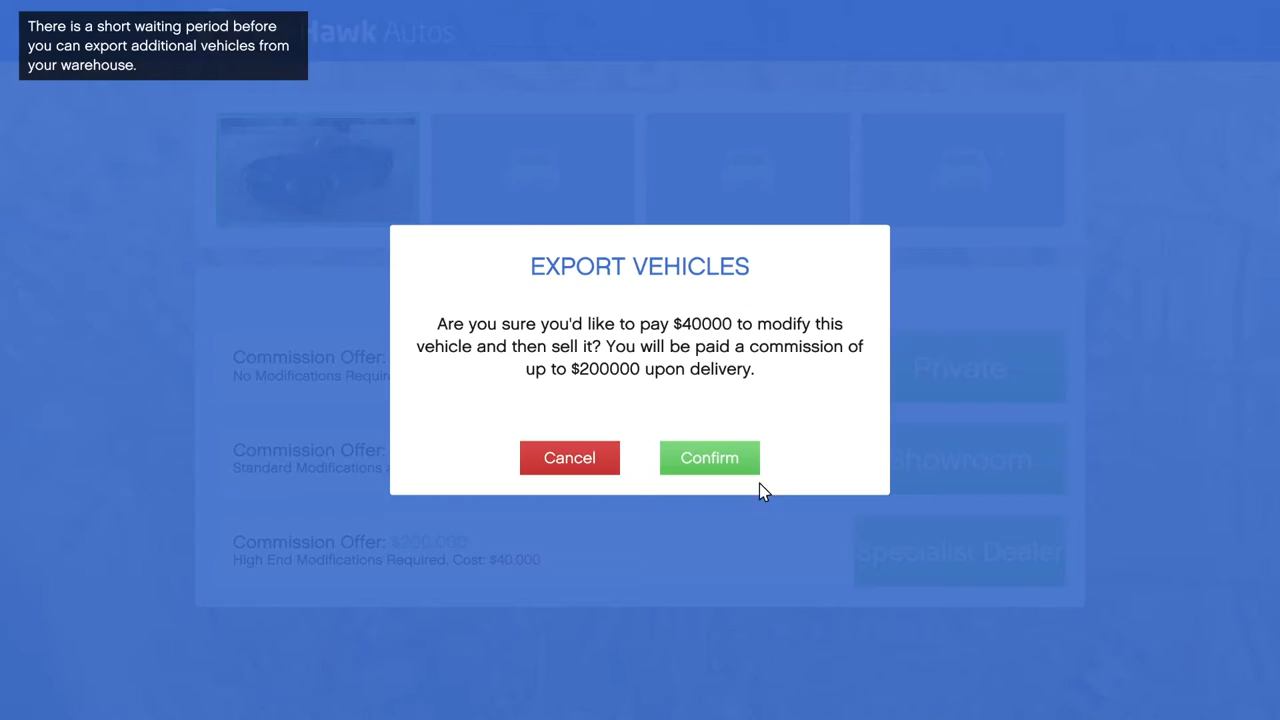 There is a short waiting period before
you can export additional vehicles from
your warehouse.
Hawk Autos
EXPORT VEHICLES
Are you sure you'd like to pay $40000 to modify this
vehicle and then sell it? You will be paid a commission of
up to $200000 upon delivery.
Cancel
Confirm
Commission Offer:
No Modifications
Private
Commission Offer:
Standard Modifications
Showroom
Commission Offer: $200,000
High End Modifications Required. Cost: $40,000
Specialist Dealer